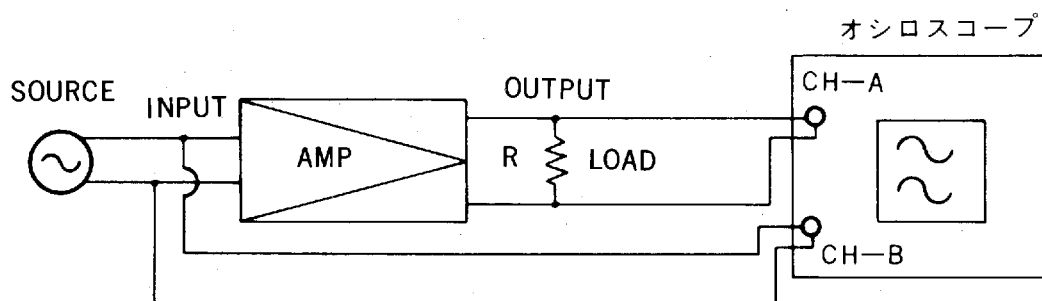 オシロスコープ
SOURCE
INPUT
OUTPUT
CH-A
AMP
R
LOAD
CH-B